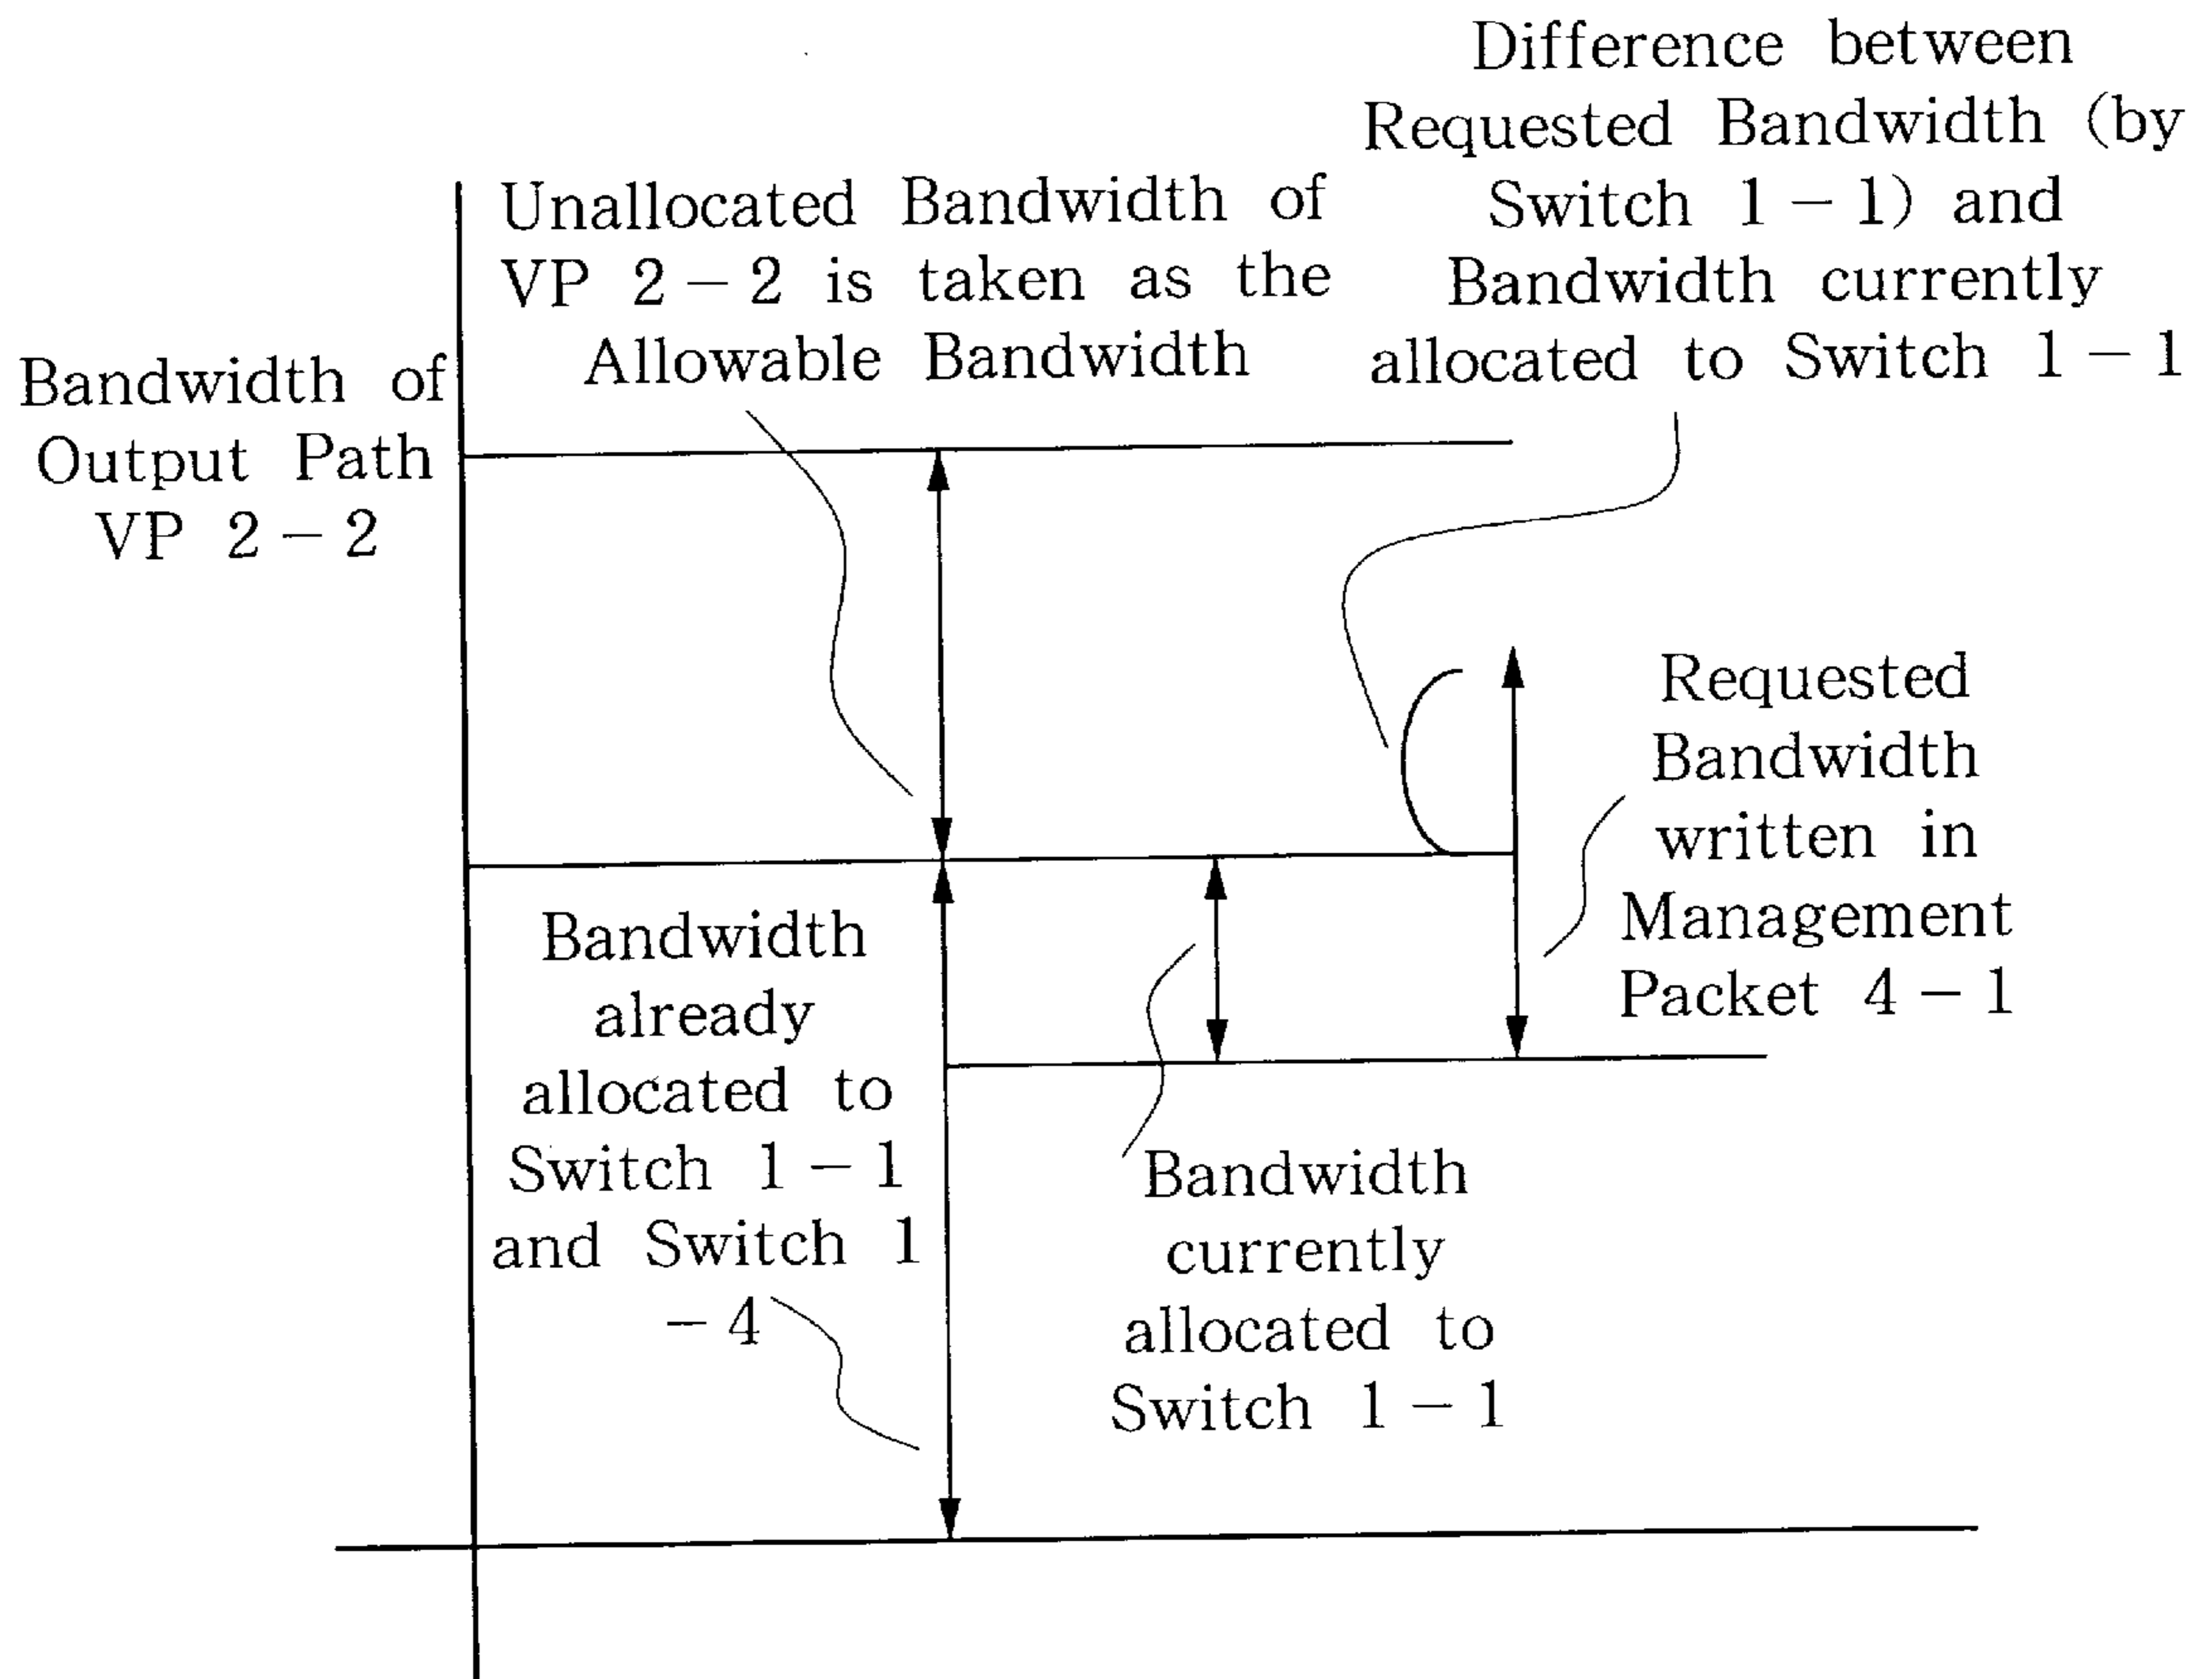 Difference between
Requested Bandwidth (by
Switch 1-1) and
Bandwidth currently
allocated to Switch 1-1
Unallocated Bandwidth of
VP 2-2 is taken as the
Allowable Bandwidth
Bandwidth of
Output Path
VP 2-2
Requested
Bandwidth
written in
Management
Packet 4-1
Bandwidth
already
allocated to
Switch 1-1
and Switch 1
-4
Bandwidth
currently
allocated to
Switch 1-1